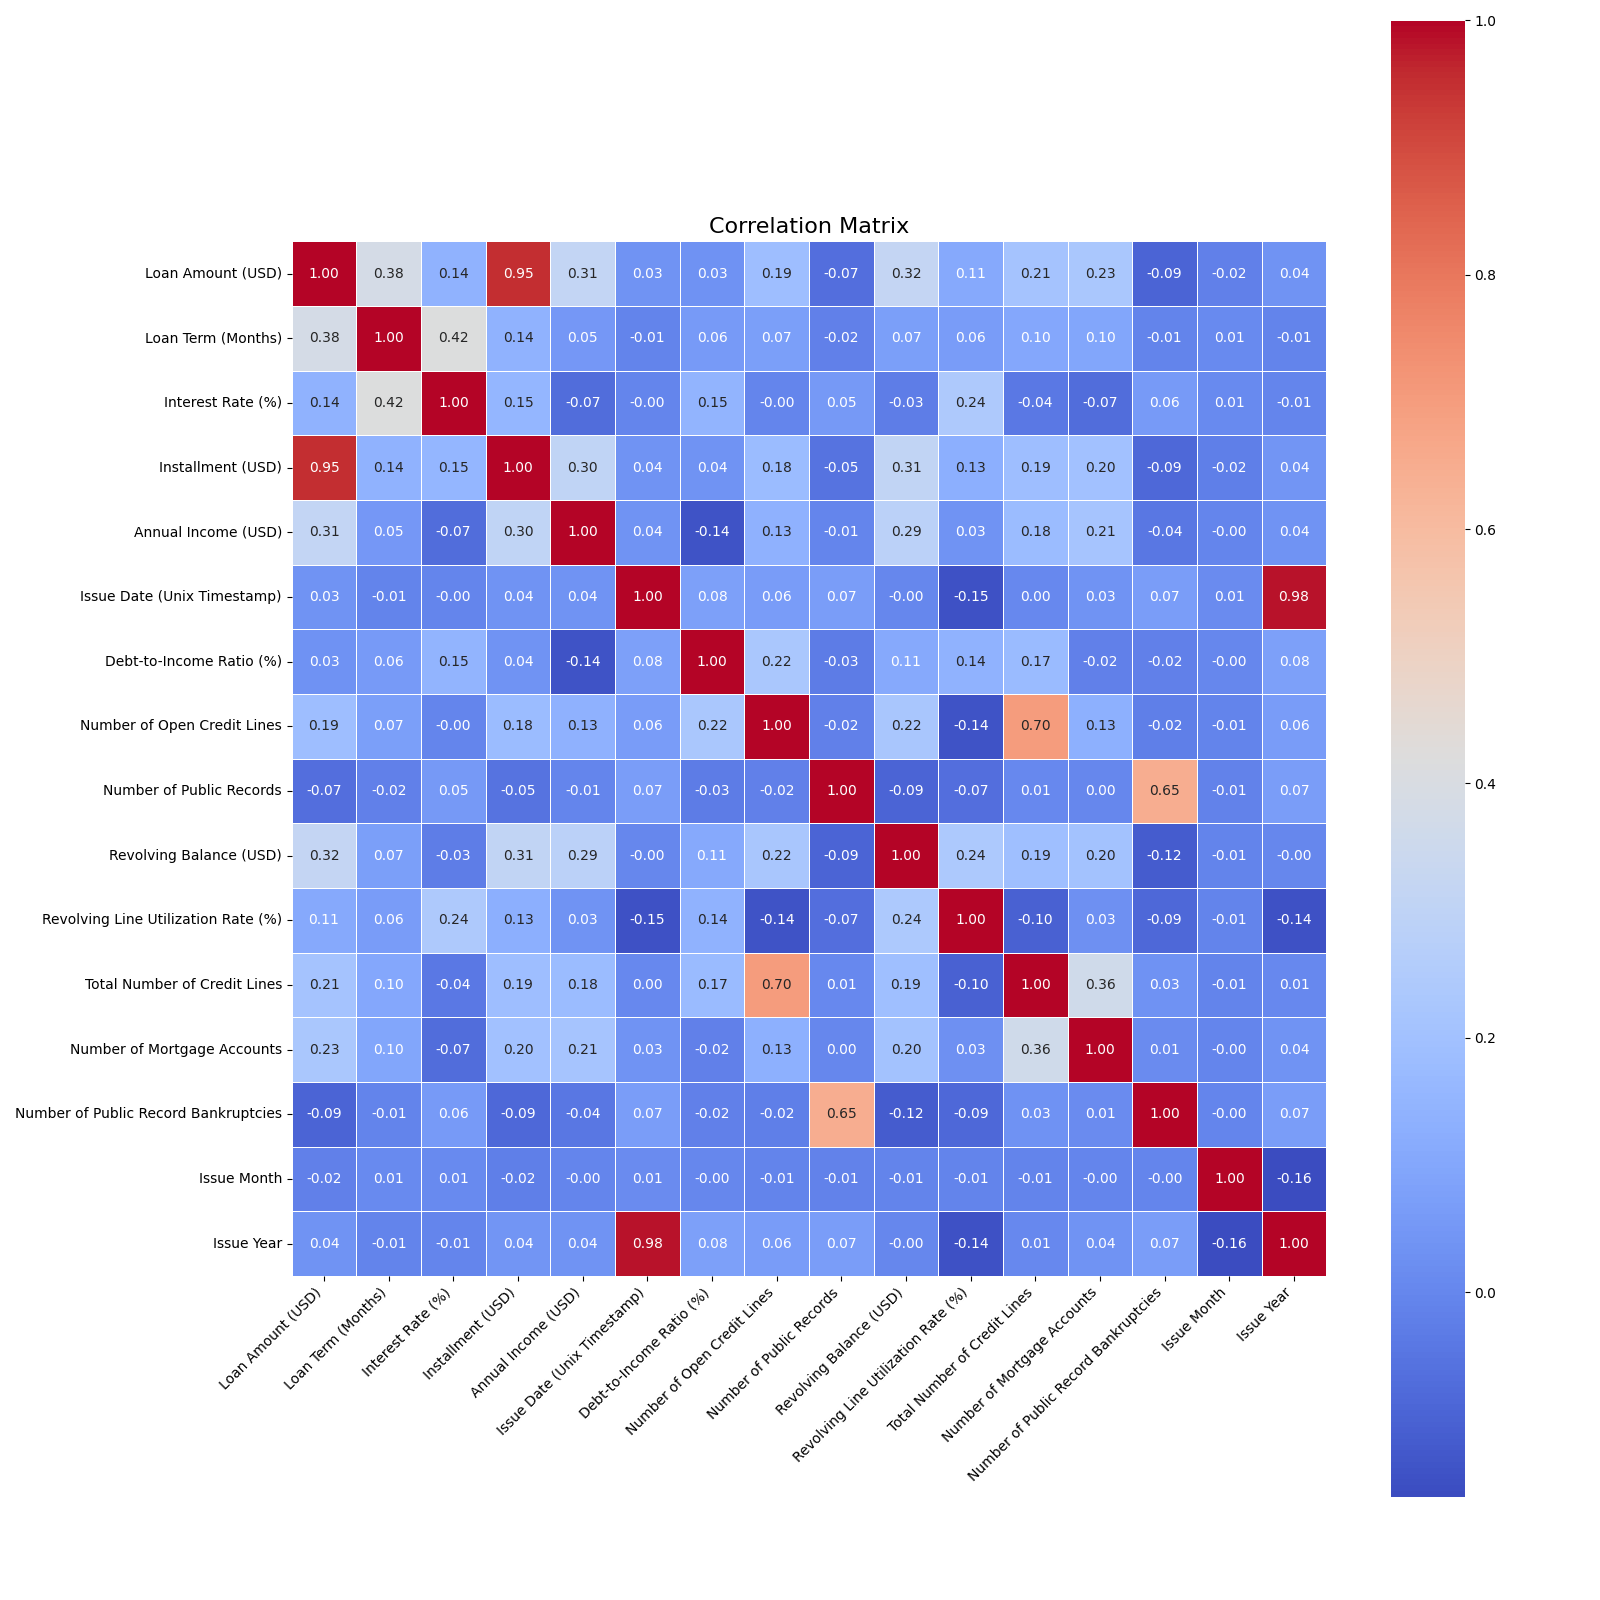 Correlation Matrix
Loan Amount (USD) 1.00 0.38 0.14 0.95 0.31 0.03 0.03 0.19 -0.07 0.32 0.11 0.21 0.23 -0.09 -0.02 0.04
Loan Term (Months) 0.38 1.00 0.42 0.14 0.05 -0.01 0.06 0.07 -0.02 0.07 0.06 0.10 0.10 -0.01 0.01 -0.01
Interest Rate (%) 0.14 0.42 1.00 0.15 -0.07 -0.00 0.15 -0.00 0.05 -0.03 0.24 -0.04 -0.07 0.06 0.01 -0.01
Installment (USD) 0.95 0.14 0.15 1.00 0.30 0.04 0.04 0.18 -0.05 0.31 0.13 0.19 0.20 -0.09 -0.02 0.04
Annual Income (USD) 0.31 0.05 -0.07 0.30 1.00 0.04 -0.14 0.13 -0.01 0.29 0.03 0.18 0.21 -0.04 -0.00 0.04
Issue Date (Unix Timestamp) 0.03 -0.01 -0.00 0.04 0.04 1.00 0.08 0.06 0.07 -0.00 -0.15 0.00 0.03 0.07 0.01 0.98
Debt-to-Income Ratio (%) 0.03 0.06 0.15 0.04 -0.14 0.08 1.00 0.22 -0.03 0.11 0.14 0.17 -0.02 -0.02 -0.00 0.08
Number of Open Credit Lines 0.19 0.07 -0.00 0.18 0.13 0.06 0.22 1.00 -0.02 0.22 -0.14 0.70 0.13 -0.02 -0.01 0.06
Number of Public Records -0.07 -0.02 0.05 -0.05 -0.01 0.07 -0.03 -0.02 1.00 -0.09 -0.07 0.01 0.00 0.65 -0.01 0.07
Revolving Balance (USD) 0.32 0.07 -0.03 0.31 0.29 -0.00 0.11 0.22 -0.09 1.00 0.24 0.19 0.20 -0.12 -0.01 -0.00
Revolving Line Utilization Rate (%) 0.11 0.06 0.24 0.13 0.03 -0.15 0.14 -0.14 -0.07 0.24 1.00 -0.10 0.03 -0.09 -0.01 -0.14
Total Number of Credit Lines 0.21 0.10 -0.04 0.19 0.18 0.00 0.17 0.70 0.01 0.19 -0.10 1.00 0.36 0.03 -0.01 0.01
Number of Mortgage Accounts 0.23 0.10 -0.07 0.20 0.21 0.03 -0.02 0.13 0.00 0.20 0.03 0.36 1.00 0.01 -0.00 0.04
Number of Public Record Bankruptcies -0.09 -0.01 0.06 -0.09 -0.04 0.07 -0.02 -0.02 0.65 -0.12 -0.09 0.03 0.01 1.00 -0.00 0.07
Issue Month -0.02 0.01 0.01 -0.02 -0.00 0.01 -0.00 -0.01 -0.01 -0.01 -0.01 -0.01 -0.00 -0.00 1.00 -0.16
Issue Year 0.04 -0.01 -0.01 0.04 0.04 0.98 0.08 0.06 0.07 -0.00 -0.14 0.01 0.04 0.07 -0.16 1.00
Loan Amount (USD)
Loan Term (Months)
Interest Rate (%)
Installment (USD)
Annual Income (USD)
Issue Date (Unix Timestamp)
Debt-to-Income Ratio (%)
Number of Open Credit Lines
Number of Public Records
Revolving Balance (USD)
Revolving Line Utilization Rate (%)
Total Number of Credit Lines
Number of Mortgage Accounts
Number of Public Record Bankruptcies
Issue Month
Issue Year
1.0
0.8
0.6
0.4
0.2
0.0